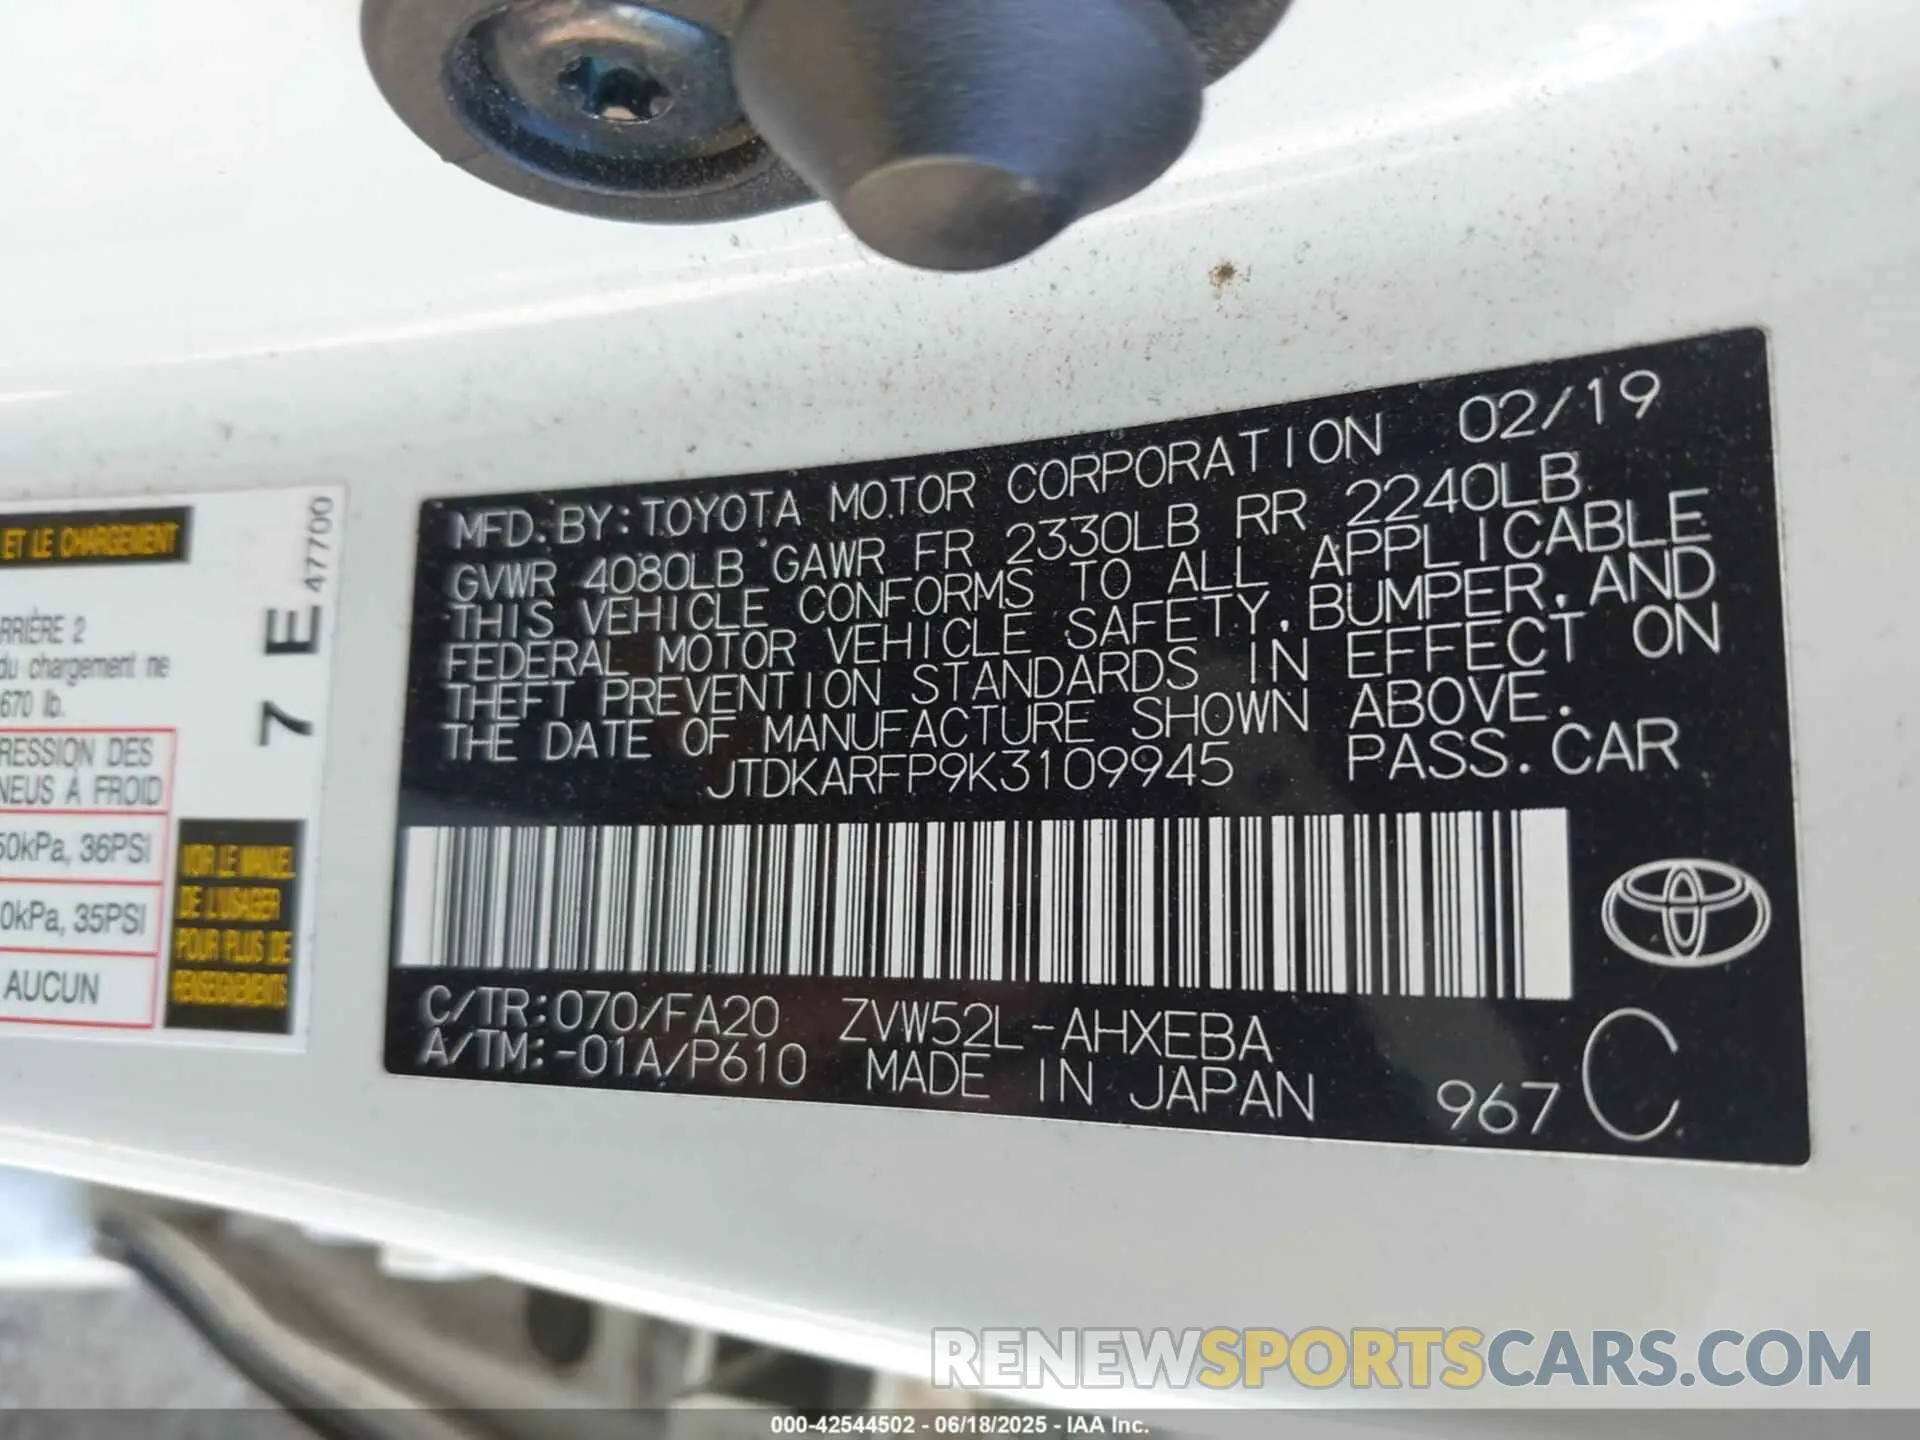 ET LE CHARGEMENT
RRIÈRE 2
du chargement ne
670 lb.
RESSION DES
NEUS À FROID
50kPa, 36PSI
0kPa, 35PSI
AUCUN
7 E 47700
VOIR LE MANUEL
DE L'USAGER
POUR PLUS DE
RENSEIGNEMENTS
MFD. BY: TOYOTA MOTOR CORPORATION 02/19
GVWR 4080LB GAWR FR 2330LB RR 2240LB
THIS VEHICLE CONFORMS TO ALL APPLICABLE
FEDERAL MOTOR VEHICLE SAFETY, BUMPER, AND
THEFT PREVENTION STANDARDS IN EFFECT ON
THE DATE OF MANUFACTURE SHOWN ABOVE.
JTDKARFP9K3109945 PASS. CAR
C/TR: 070/FA20 ZVW52L-AHXEBA
A/TM: -01A/P610 MADE IN JAPAN 967 C
RENEWSPORTSCARS.COM
000-42544502 - 06/18/2025 - IAA Inc.